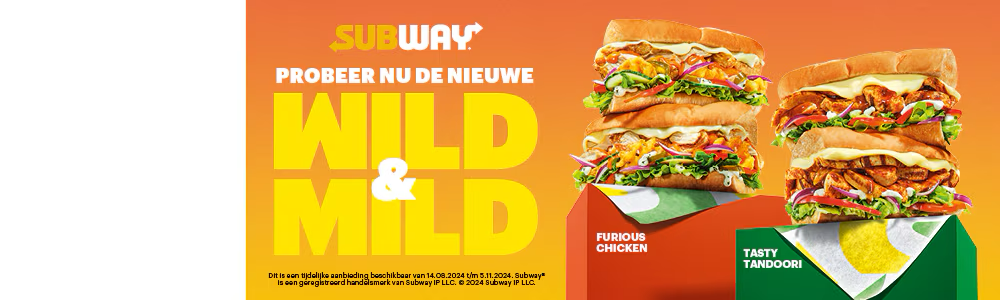 SUBWAY
PROBEER NU DE NIEUWE
WILD
&
MILD
Dit is een tijdelijke aanbieding beschikbaar van 14.08.2024 t/m 5.11.2024. Subway®
is een geregistreerd handelsmerk van Subway IP LLC. © 2024 Subway IP LLC.
FURIOUS
CHICKEN
TASTY
TANDOORI